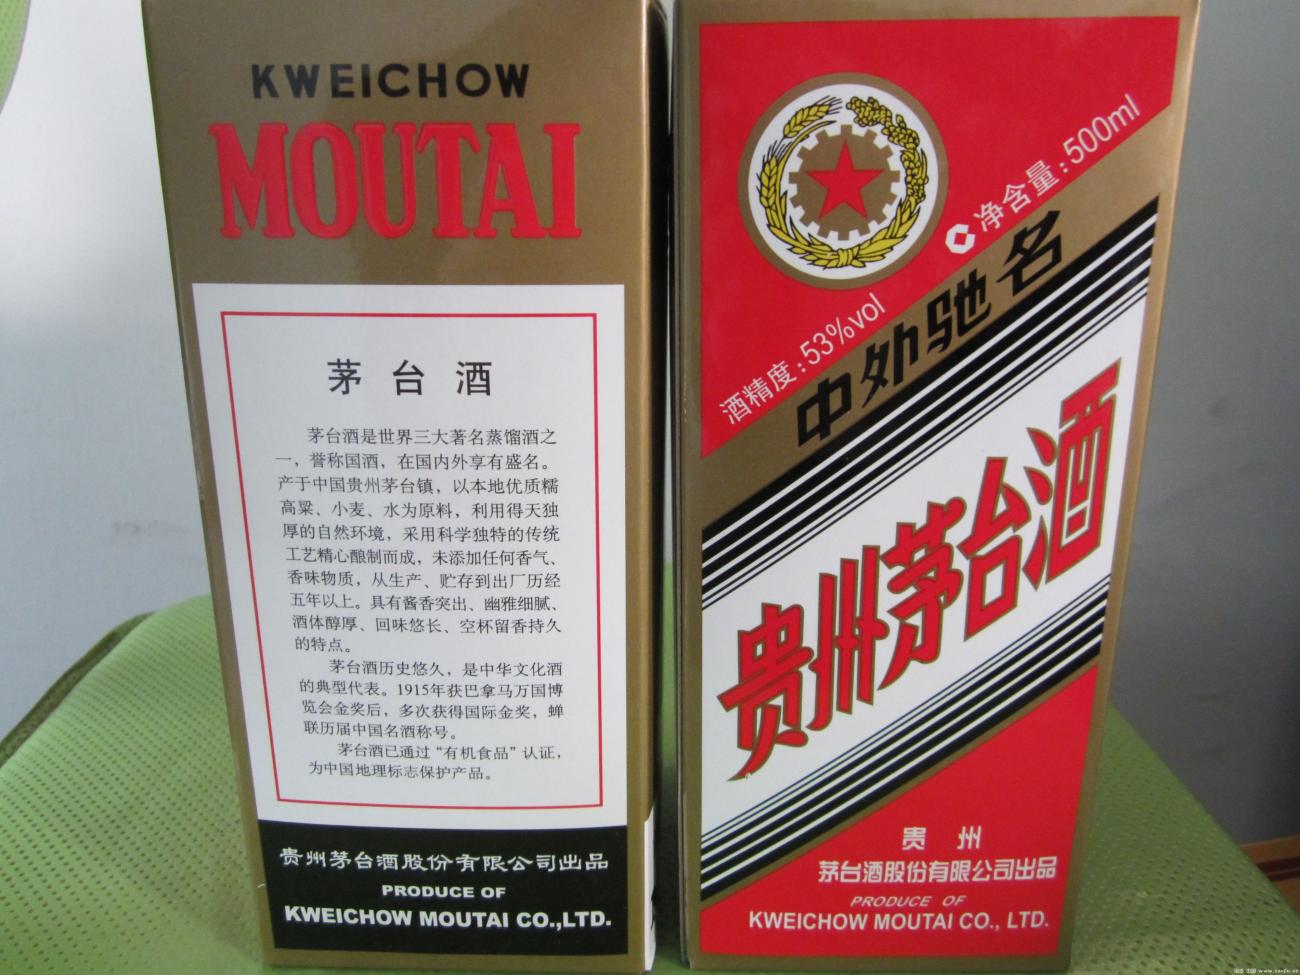 KWEICHOW
MOUTAI
茅台酒
茅台酒是世界三大著名蒸馏酒之
一，誉称国酒，在国内外享有盛名。
产于中国贵州茅台镇，以本地优质糯
高粱、小麦、水为原料，利用得天独
厚的自然环境，采用科学独特的传统
工艺精心酿制而成，未添加任何香气、
香味物质，从生产、贮存到出厂历经
五年以上。具有酱香突出、幽雅细腻、
酒体醇厚、回味悠长、空杯留香持久
的特点。
茅台酒历史悠久，是中华文化酒
的典型代表。1915年获巴拿马万国博
览会金奖后，多次获得国际金奖，蝉
联历届中国名酒称号。
茅台酒已通过“有机食品”认证，
为中国地理标志保护产品。
贵州茅台酒股份有限公司出品
PRODUCE OF
KWEICHOW MOUTAI CO.,LTD.
净含量:500ml
酒精度:53%vol
中外驰名
贵州茅台酒
贵州
茅台酒股份有限公司出品
PRODUCE OF
KWEICHOW MOUTAI CO., LTD.